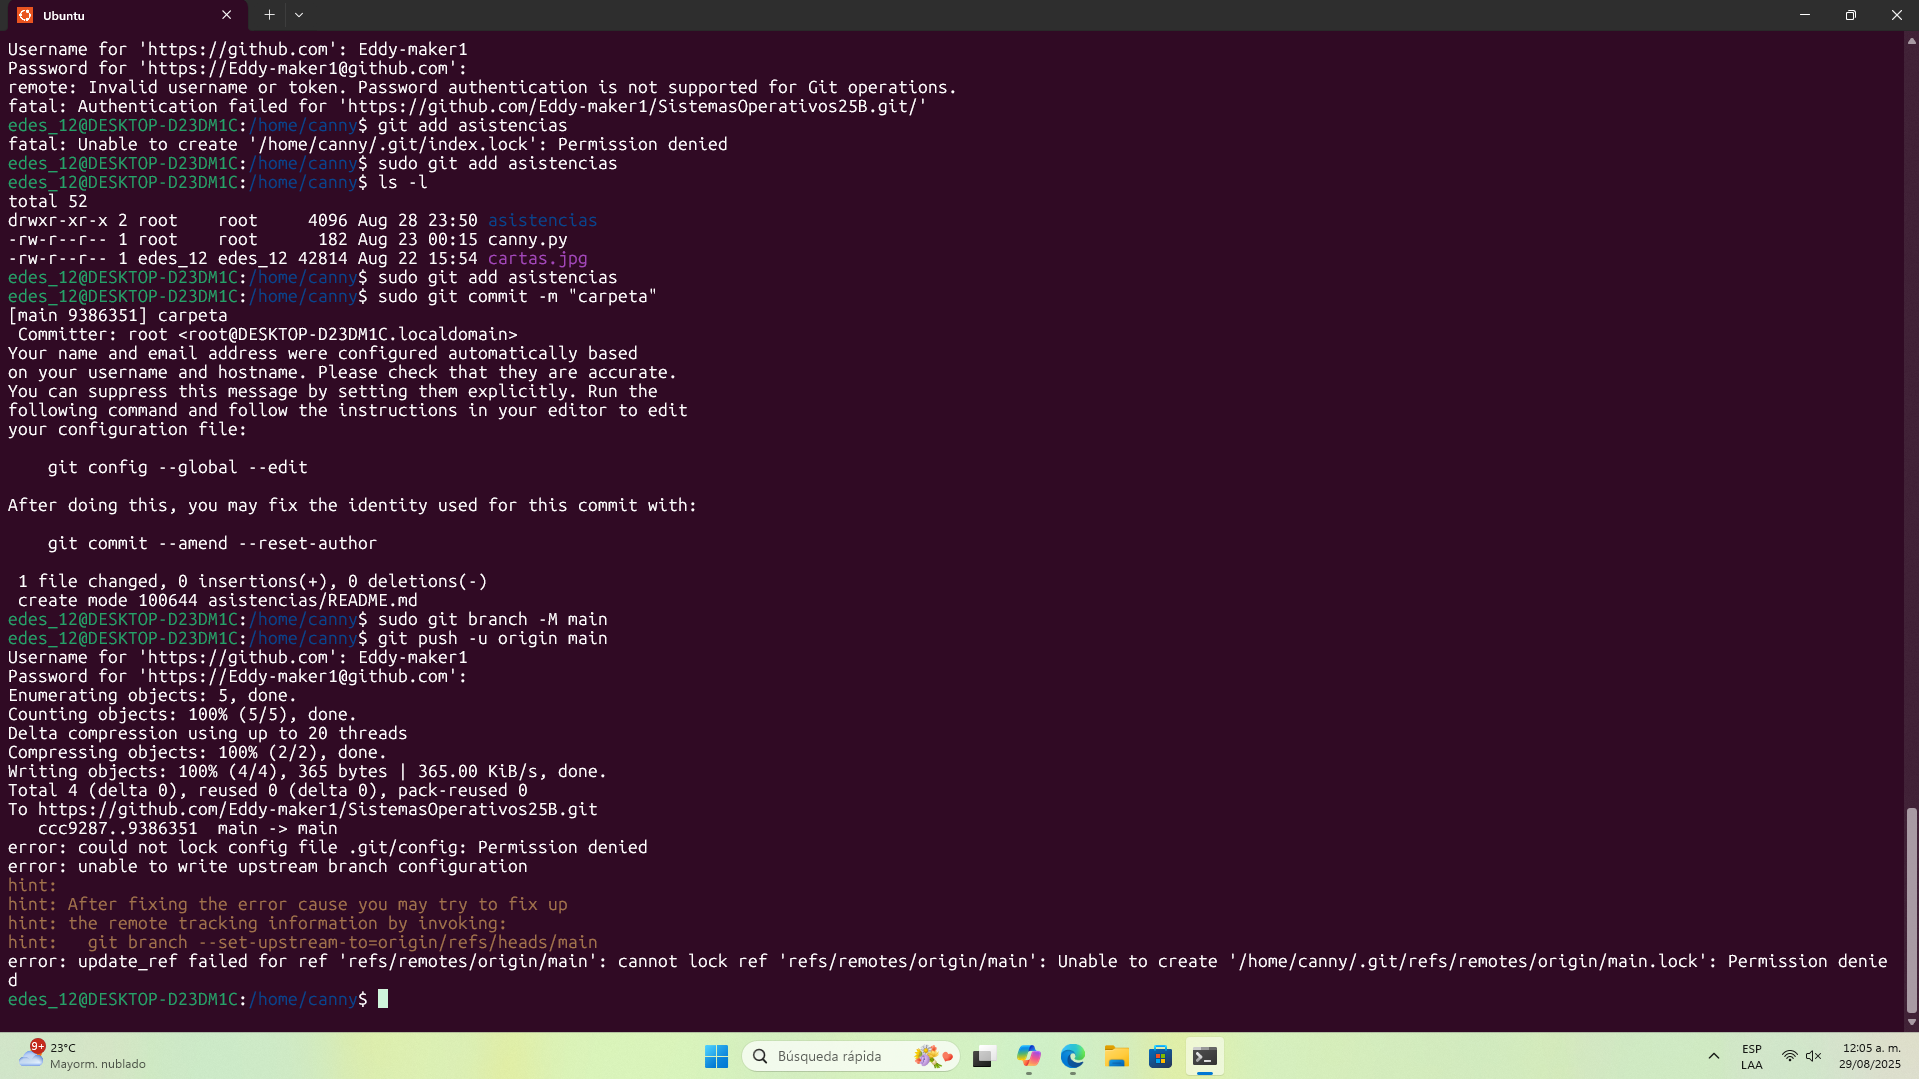 Ubuntu
Username for 'https://github.com': Eddy-maker1
Password for 'https://Eddy-maker1@github.com':
remote: Invalid username or token. Password authentication is not supported for Git operations.
fatal: Authentication failed for 'https://github.com/Eddy-maker1/SistemasOperativos25B.git/'
edes_12@DESKTOP-D23DM1C:/home/canny$ git add asistencias
fatal: Unable to create '/home/canny/.git/index.lock': Permission denied
edes_12@DESKTOP-D23DM1C:/home/canny$ sudo git add asistencias
edes_12@DESKTOP-D23DM1C:/home/canny$ ls -l
total 52
drwxr-xr-x 2 root    root     4096 Aug 28 23:50 asistencias
-rw-r--r-- 1 root    root      182 Aug 23 00:15 canny.py
-rw-r--r-- 1 edes_12 edes_12 42814 Aug 22 15:54 cartas.jpg
edes_12@DESKTOP-D23DM1C:/home/canny$ sudo git add asistencias
edes_12@DESKTOP-D23DM1C:/home/canny$ sudo git commit -m "carpeta"
[main 9386351] carpeta
 Committer: root <root@DESKTOP-D23DM1C.localdomain>
Your name and email address were configured automatically based
on your username and hostname. Please check that they are accurate.
You can suppress this message by setting them explicitly. Run the
following command and follow the instructions in your editor to edit
your configuration file:
    git config --global --edit
After doing this, you may fix the identity used for this commit with:
    git commit --amend --reset-author
 1 file changed, 0 insertions(+), 0 deletions(-)
 create mode 100644 asistencias/README.md
edes_12@DESKTOP-D23DM1C:/home/canny$ sudo git branch -M main
edes_12@DESKTOP-D23DM1C:/home/canny$ git push -u origin main
Username for 'https://github.com': Eddy-maker1
Password for 'https://Eddy-maker1@github.com':
Enumerating objects: 5, done.
Counting objects: 100% (5/5), done.
Delta compression using up to 20 threads
Compressing objects: 100% (2/2), done.
Writing objects: 100% (4/4), 365 bytes | 365.00 KiB/s, done.
Total 4 (delta 0), reused 0 (delta 0), pack-reused 0
To https://github.com/Eddy-maker1/SistemasOperativos25B.git
   ccc9287..9386351  main -> main
error: could not lock config file .git/config: Permission denied
error: unable to write upstream branch configuration
hint:
hint: After fixing the error cause you may try to fix up
hint: the remote tracking information by invoking:
hint:   git branch --set-upstream-to=origin/refs/heads/main
error: update_ref failed for ref 'refs/remotes/origin/main': cannot lock ref 'refs/remotes/origin/main': Unable to create '/home/canny/.git/refs/remotes/origin/main.lock': Permission denie
d
edes_12@DESKTOP-D23DM1C:/home/canny$
9+
23°C
Mayorm. nublado
Búsqueda rápida
ESP
LAA
12:05 a. m.
29/08/2025